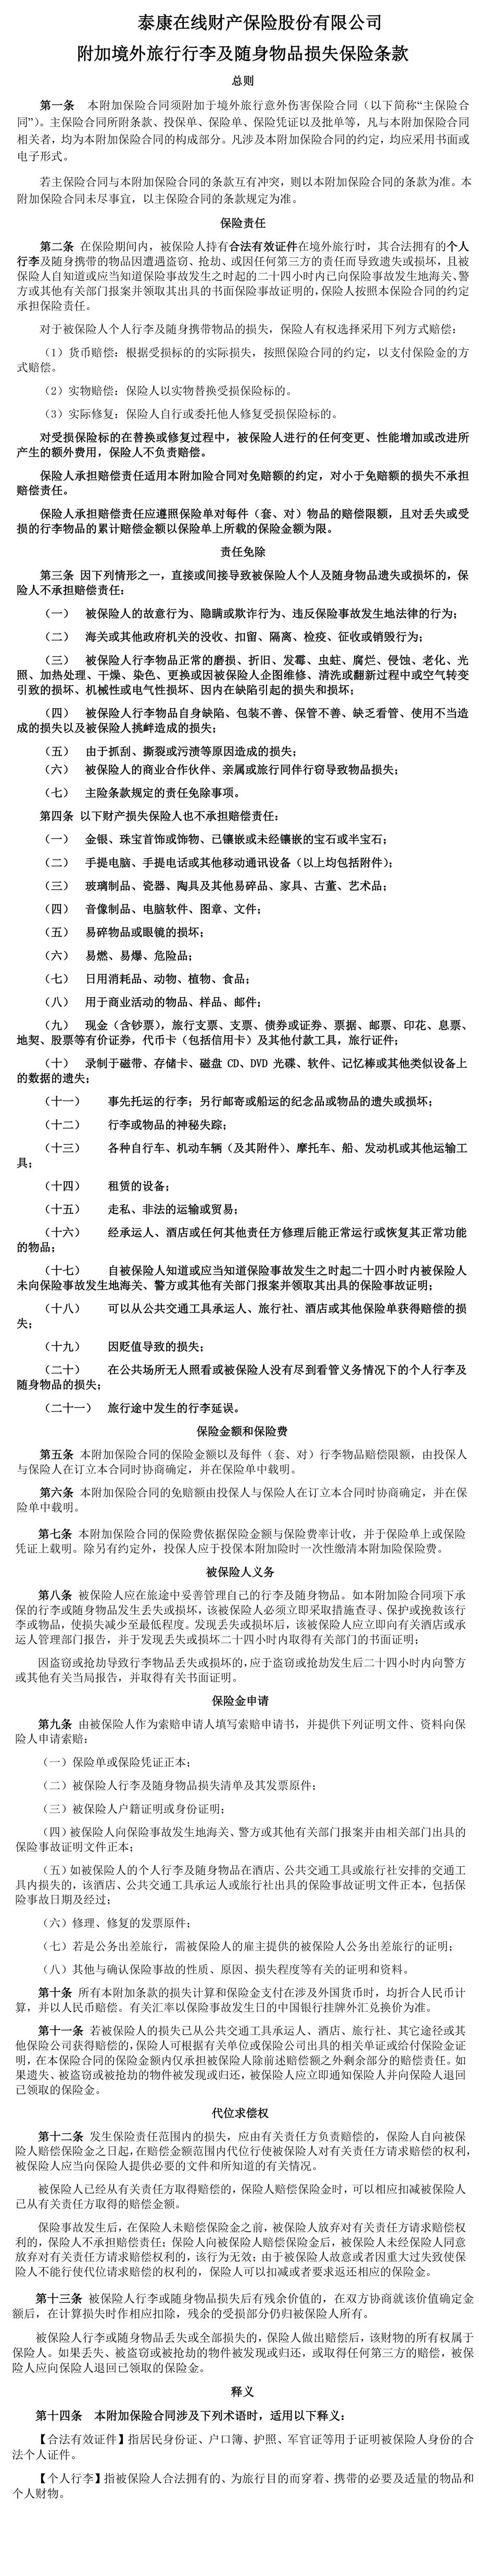 泰康在线财产保险股份有限公司
附加境外旅行行李及随身物品损失保险条款
总则
第一条 本附加保险合同须附加于境外旅行意外伤害保险合同（以下简称“主保险合
同”）。主保险合同所附条款、投保单、保险单、保险凭证以及批单等，凡与本附加保险合同
相关者，均为本附加保险合同的构成部分。凡涉及本附加保险合同的约定，均应采用书面或
电子形式。
若主保险合同与本附加保险合同的条款互有冲突，则以本附加保险合同的条款为准。本
附加保险合同未尽事宜，以主保险合同的条款规定为准。
保险责任
第二条 在保险期间内，被保险人持有合法有效证件在境外旅行时，其合法拥有的个人
行李及随身携带的物品因遭遇盗窃、抢劫、或因任何第三方的责任而导致遗失或损坏，且被
保险人自知道或应当知道保险事故发生之时起的二十四小时内已向保险事故发生地海关、警
方或其他有关部门报案并领取其出具的书面保险事故证明的，保险人按照本保险合同的约定
承担保险责任。
对于被保险人个人行李及随身携带物品的损失，保险人有权选择采用下列方式赔偿：
（1）货币赔偿：根据受损标的的实际损失，按照保险合同的约定，以支付保险金的方
式赔偿。
（2）实物赔偿：保险人以实物替换受损保险标的。
（3）实际修复：保险人自行或委托他人修复受损保险标的。
对受损保险标的在替换或修复过程中，被保险人进行的任何变更、性能增加或改进所
产生的额外费用，保险人不负责赔偿。
保险人承担赔偿责任适用本附加险合同对免赔额的约定，对小于免赔额的损失不承担
赔偿责任。
保险人承担赔偿责任应遵照保险单对每件（套、对）物品的赔偿限额，且对丢失或受
损的行李物品的累计赔偿金额以保险单上所载的保险金额为限。
责任免除
第三条 因下列情形之一，直接或间接导致被保险人个人及随身物品遗失或损坏的，保
险人不承担赔偿责任：
（一） 被保险人的故意行为、隐瞒或欺诈行为、违反保险事故发生地法律的行为；
（二） 海关或其他政府机关的没收、扣留、隔离、检疫、征收或销毁行为；
（三） 被保险人行李物品正常的磨损、折旧、发霉、虫蛀、腐烂、侵蚀、老化、光
照、加热处理、干燥、染色、更换或因被保险人企图维修、清洗或翻新过程中或空气转变
引致的损坏、机械性或电气性损坏、因内在缺陷引起的损失和损坏；
（四） 被保险人行李物品自身缺陷、包装不善、保管不善、缺乏看管、使用不当造
成的损失以及被保险人挑衅造成的损失；
（五） 由于抓刮、撕裂或污渍等原因造成的损失；
（六） 被保险人的商业合作伙伴、亲属或旅行同伴行窃导致物品损失；
（七） 主险条款规定的责任免除事项。
第四条 以下财产损失保险人也不承担赔偿责任：
（一） 金银、珠宝首饰或饰物、已镶嵌或未经镶嵌的宝石或半宝石；
（二） 手提电脑、手提电话或其他移动通讯设备（以上均包括附件）；
（三） 玻璃制品、瓷器、陶具及其他易碎品、家具、古董、艺术品；
（四） 音像制品、电脑软件、图章、文件；
（五） 易碎物品或眼镜的损坏；
（六） 易燃、易爆、危险品；
（七） 日用消耗品、动物、植物、食品；
（八） 用于商业活动的物品、样品、邮件；
（九） 现金（含钞票），旅行支票、支票、债券或证券、票据、邮票、印花、息票、
地契、股票等有价证券，代币卡（包括信用卡）及其他付款工具，旅行证件；
（十） 录制于磁带、存储卡、磁盘 CD、DVD 光碟、软件、记忆棒或其他类似设备上
的数据的遗失；
（十一） 事先托运的行李；另行邮寄或船运的纪念品或物品的遗失或损坏；
（十二） 行李或物品的神秘失踪；
（十三） 各种自行车、机动车辆（及其附件）、摩托车、船、发动机或其他运输工
具；
（十四） 租赁的设备；
（十五） 走私、非法的运输或贸易；
（十六） 经承运人、酒店或任何其他责任方修理后能正常运行或恢复其正常功能
的物品；
（十七） 自被保险人知道或应当知道保险事故发生之时起二十四小时内被保险人
未向保险事故发生地海关、警方或其他有关部门报案并领取其出具的保险事故证明；
（十八） 可以从公共交通工具承运人、旅行社、酒店或其他保险单获得赔偿的损
失；
（十九） 因贬值导致的损失；
（二十） 在公共场所无人照看或被保险人没有尽到看管义务情况下的个人行李及
随身物品的损失；
（二十一） 旅行途中发生的行李延误。
保险金额和保险费
第五条 本附加保险合同的保险金额以及每件（套、对）行李物品赔偿限额，由投保人
与保险人在订立本合同时协商确定，并在保险单中载明。
第六条 本附加保险合同的免赔额由投保人与保险人在订立本合同时协商确定，并在保
险单中载明。
第七条 本附加保险合同的保险费依据保险金额与保险费率计收，并于保险单上或保险
凭证上载明。除另有约定外，投保人应于投保本附加险时一次性缴清本附加险保险费。
被保险人义务
第八条 被保险人应在旅途中妥善管理自己的行李及随身物品。如本附加险合同项下承
保的行李或随身物品发生丢失或损坏，该被保险人必须立即采取措施查寻、保护或挽救该行
李或物品，使损失减少至最低程度。发现丢失或损坏后，该被保险人应立即向有关酒店或承
运人管理部门报告，并于发现丢失或损坏二十四小时内取得有关部门的书面证明；
因盗窃或抢劫导致行李物品丢失或损坏的，应于盗窃或抢劫发生后二十四小时内向警方
或其他有关当局报告，并取得有关书面证明。
保险金申请
第九条 由被保险人作为索赔申请人填写索赔申请书，并提供下列证明文件、资料向保
险人申请索赔：
（一）保险单或保险凭证正本；
（二）被保险人行李及随身物品损失清单及其发票原件；
（三）被保险人户籍证明或身份证明；
（四）被保险人向保险事故发生地海关、警方或其他有关部门报案并由相关部门出具的
保险事故证明文件正本；
（五）如被保险人的个人行李及随身物品在酒店、公共交通工具或旅行社安排的交通工
具内损失的，该酒店、公共交通工具承运人或旅行社出具的保险事故证明文件正本，包括保
险事故日期及经过；
（六）修理、修复的发票原件；
（七）若是公务出差旅行，需被保险人的雇主提供的被保险人公务出差旅行的证明；
（八）其他与确认保险事故的性质、原因、损失程度等有关的证明和资料。
第十条 所有本附加条款的损失计算和保险金支付在涉及外国货币时，均折合人民币计
算，并以人民币赔偿。有关汇率以保险事故发生日的中国银行挂牌外汇兑换价为准。
第十一条 若被保险人的损失已从公共交通工具承运人、酒店、旅行社、其它途径或其
他保险公司获得赔偿的，保险人可根据有关单位或保险公司出具的相关单证或给付保险金证
明，在本保险合同的保险金额内仅承担被保险人除前述赔偿额之外剩余部分的赔偿责任。如
果遗失、被盗窃或被抢劫的物件被发现或归还，被保险人应立即通知保险人并向保险人退回
已领取的保险金。
代位求偿权
第十二条 发生保险责任范围内的损失，应由有关责任方负责赔偿的，保险人自向被保
险人赔偿保险金之日起，在赔偿金额范围内代位行使被保险人对有关责任方请求赔偿的权利，
被保险人应当向保险人提供必要的文件和所知道的有关情况。
被保险人已经从有关责任方取得赔偿的，保险人赔偿保险金时，可以相应扣减被保险人
已从有关责任方取得的赔偿金额。
保险事故发生后，在保险人未赔偿保险金之前，被保险人放弃对有关责任方请求赔偿权
利的，保险人不承担赔偿责任；保险人向被保险人赔偿保险金后，被保险人未经保险人同意
放弃对有关责任方请求赔偿权利的，该行为无效；由于被保险人故意或者因重大过失致使保
险人不能行使代位请求赔偿的权利的，保险人可以扣减或者要求返还相应的保险金。
第十三条 被保险人行李或随身物品损失后有残余价值的，在双方协商就该价值确定金
额后，在计算损失时作相应扣除，残余的受损部分仍归被保险人所有。
被保险人行李或随身物品丢失或全部损失的，保险人做出赔偿后，该财物的所有权属于
保险人。如果丢失、被盗窃或被抢劫的物件被发现或归还，或取得任何第三方的赔偿，被保
险人应向保险人退回已领取的保险金。
释义
第十四条 本附加保险合同涉及下列术语时，适用以下释义：
【合法有效证件】指居民身份证、户口簿、护照、军官证等用于证明被保险人身份的合
法个人证件。
【个人行李】指被保险人合法拥有的、为旅行目的而穿着、携带的必要及适量的物品和
个人财物。